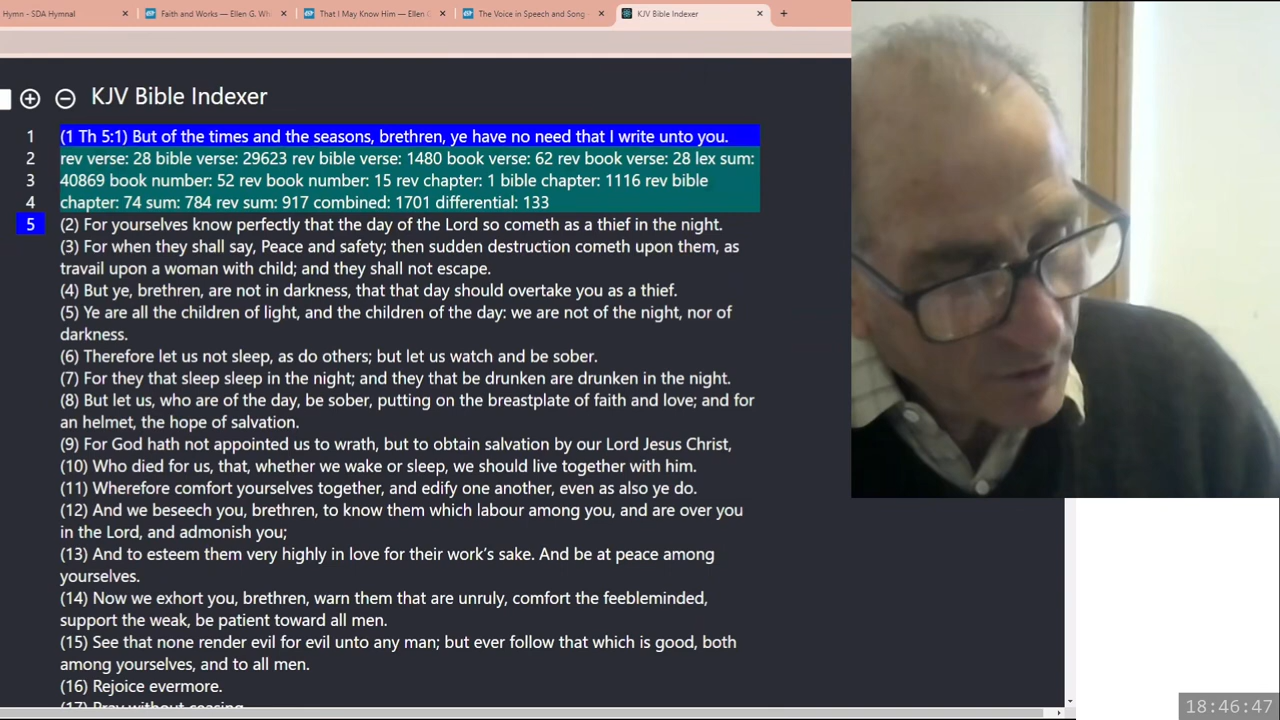 Hymn - SDA Hymnal
Faith and Works — Ellen G. Wh
That I May Know Him — Ellen G
The Voice in Speech and Song
KJV Bible Indexer
KJV Bible Indexer
1 (1 Th 5:1) But of the times and the seasons, brethren, ye have no need that I write unto you.
2 rev verse: 28 bible verse: 29623 rev bible verse: 1480 book verse: 62 rev book verse: 28 lex sum:
3 40869 book number: 52 rev book number: 15 rev chapter: 1 bible chapter: 1116 rev bible
4 chapter: 74 sum: 784 rev sum: 917 combined: 1701 differential: 133
5 (2) For yourselves know perfectly that the day of the Lord so cometh as a thief in the night.
(3) For when they shall say, Peace and safety; then sudden destruction cometh upon them, as
travail upon a woman with child; and they shall not escape.
(4) But ye, brethren, are not in darkness, that that day should overtake you as a thief.
(5) Ye are all the children of light, and the children of the day: we are not of the night, nor of
darkness.
(6) Therefore let us not sleep, as do others; but let us watch and be sober.
(7) For they that sleep sleep in the night; and they that be drunken are drunken in the night.
(8) But let us, who are of the day, be sober, putting on the breastplate of faith and love; and for
an helmet, the hope of salvation.
(9) For God hath not appointed us to wrath, but to obtain salvation by our Lord Jesus Christ,
(10) Who died for us, that, whether we wake or sleep, we should live together with him.
(11) Wherefore comfort yourselves together, and edify one another, even as also ye do.
(12) And we beseech you, brethren, to know them which labour among you, and are over you
in the Lord, and admonish you;
(13) And to esteem them very highly in love for their work’s sake. And be at peace among
yourselves.
(14) Now we exhort you, brethren, warn them that are unruly, comfort the feebleminded,
support the weak, be patient toward all men.
(15) See that none render evil for evil unto any man; but ever follow that which is good, both
among yourselves, and to all men.
(16) Rejoice evermore.
(17) Pray without ceasing.
18:46:47